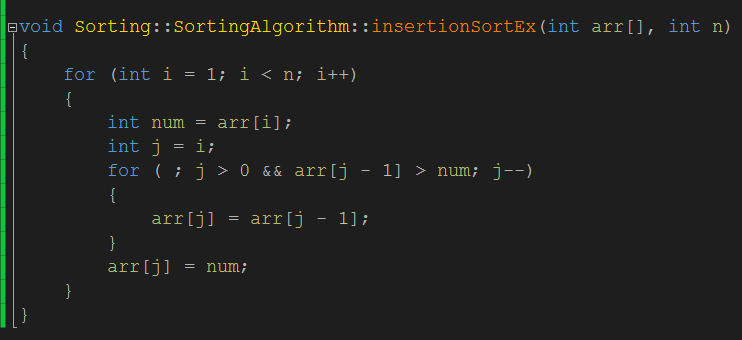 void Sorting::SortingAlgorithm::insertionSortEx(int arr[], int n)
{
    for (int i = 1; i < n; i++)
    {
        int num = arr[i];
        int j = i;
        for ( ; j > 0 && arr[j - 1] > num; j--)
        {
            arr[j] = arr[j - 1];
        }
        arr[j] = num;
    }
}